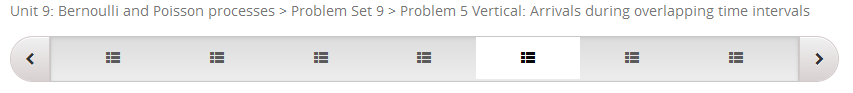 Unit 9: Bernoulli and Poisson processes > Problem Set 9 > Problem 5 Vertical: Arrivals during overlapping time intervals